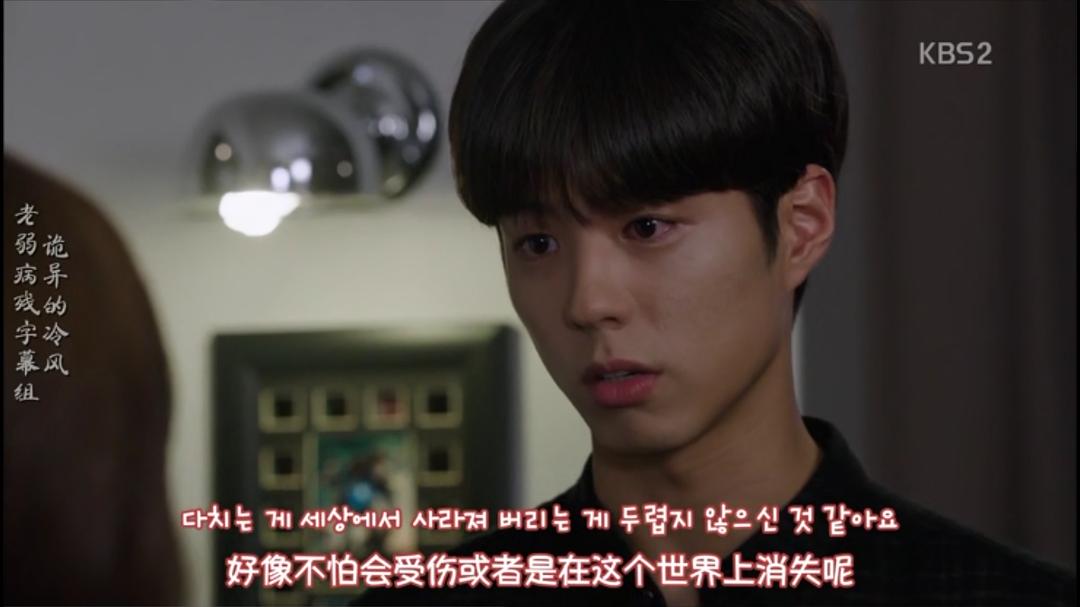 KBS2
诡异的冷风
老弱病残字幕组
다치는 게 세상에서 사라져 버리는 게 두렵지 않으신 것 같아요
好像不怕会受伤或者是在这个世界上消失呢